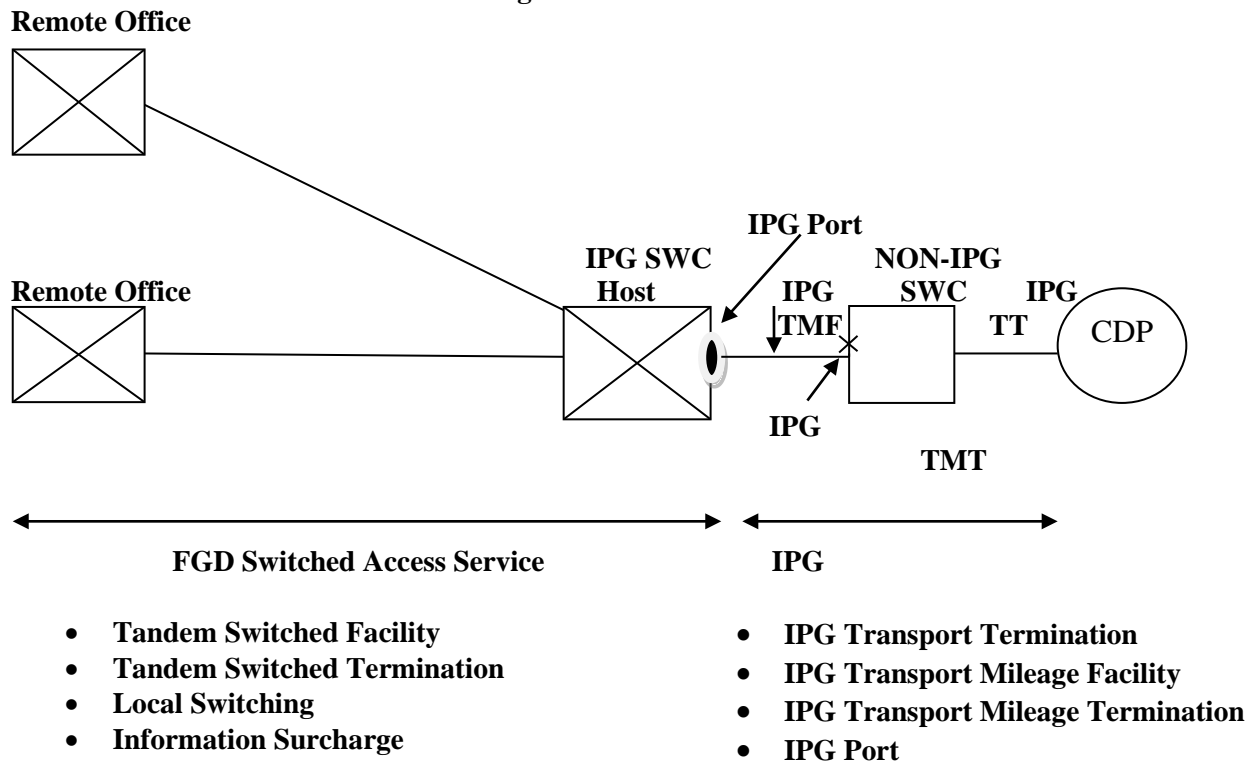 Remote Office
IPG Port
IPG SWC
Host
NON-IPG
SWC
Remote Office
IPG
TMF
IPG
TT
CDP
IPG
TMT
FGD Switched Access Service
IPG
• Tandem Switched Facility
• Tandem Switched Termination
• Local Switching
• Information Surcharge
• IPG Transport Termination
• IPG Transport Mileage Facility
• IPG Transport Mileage Termination
• IPG Port